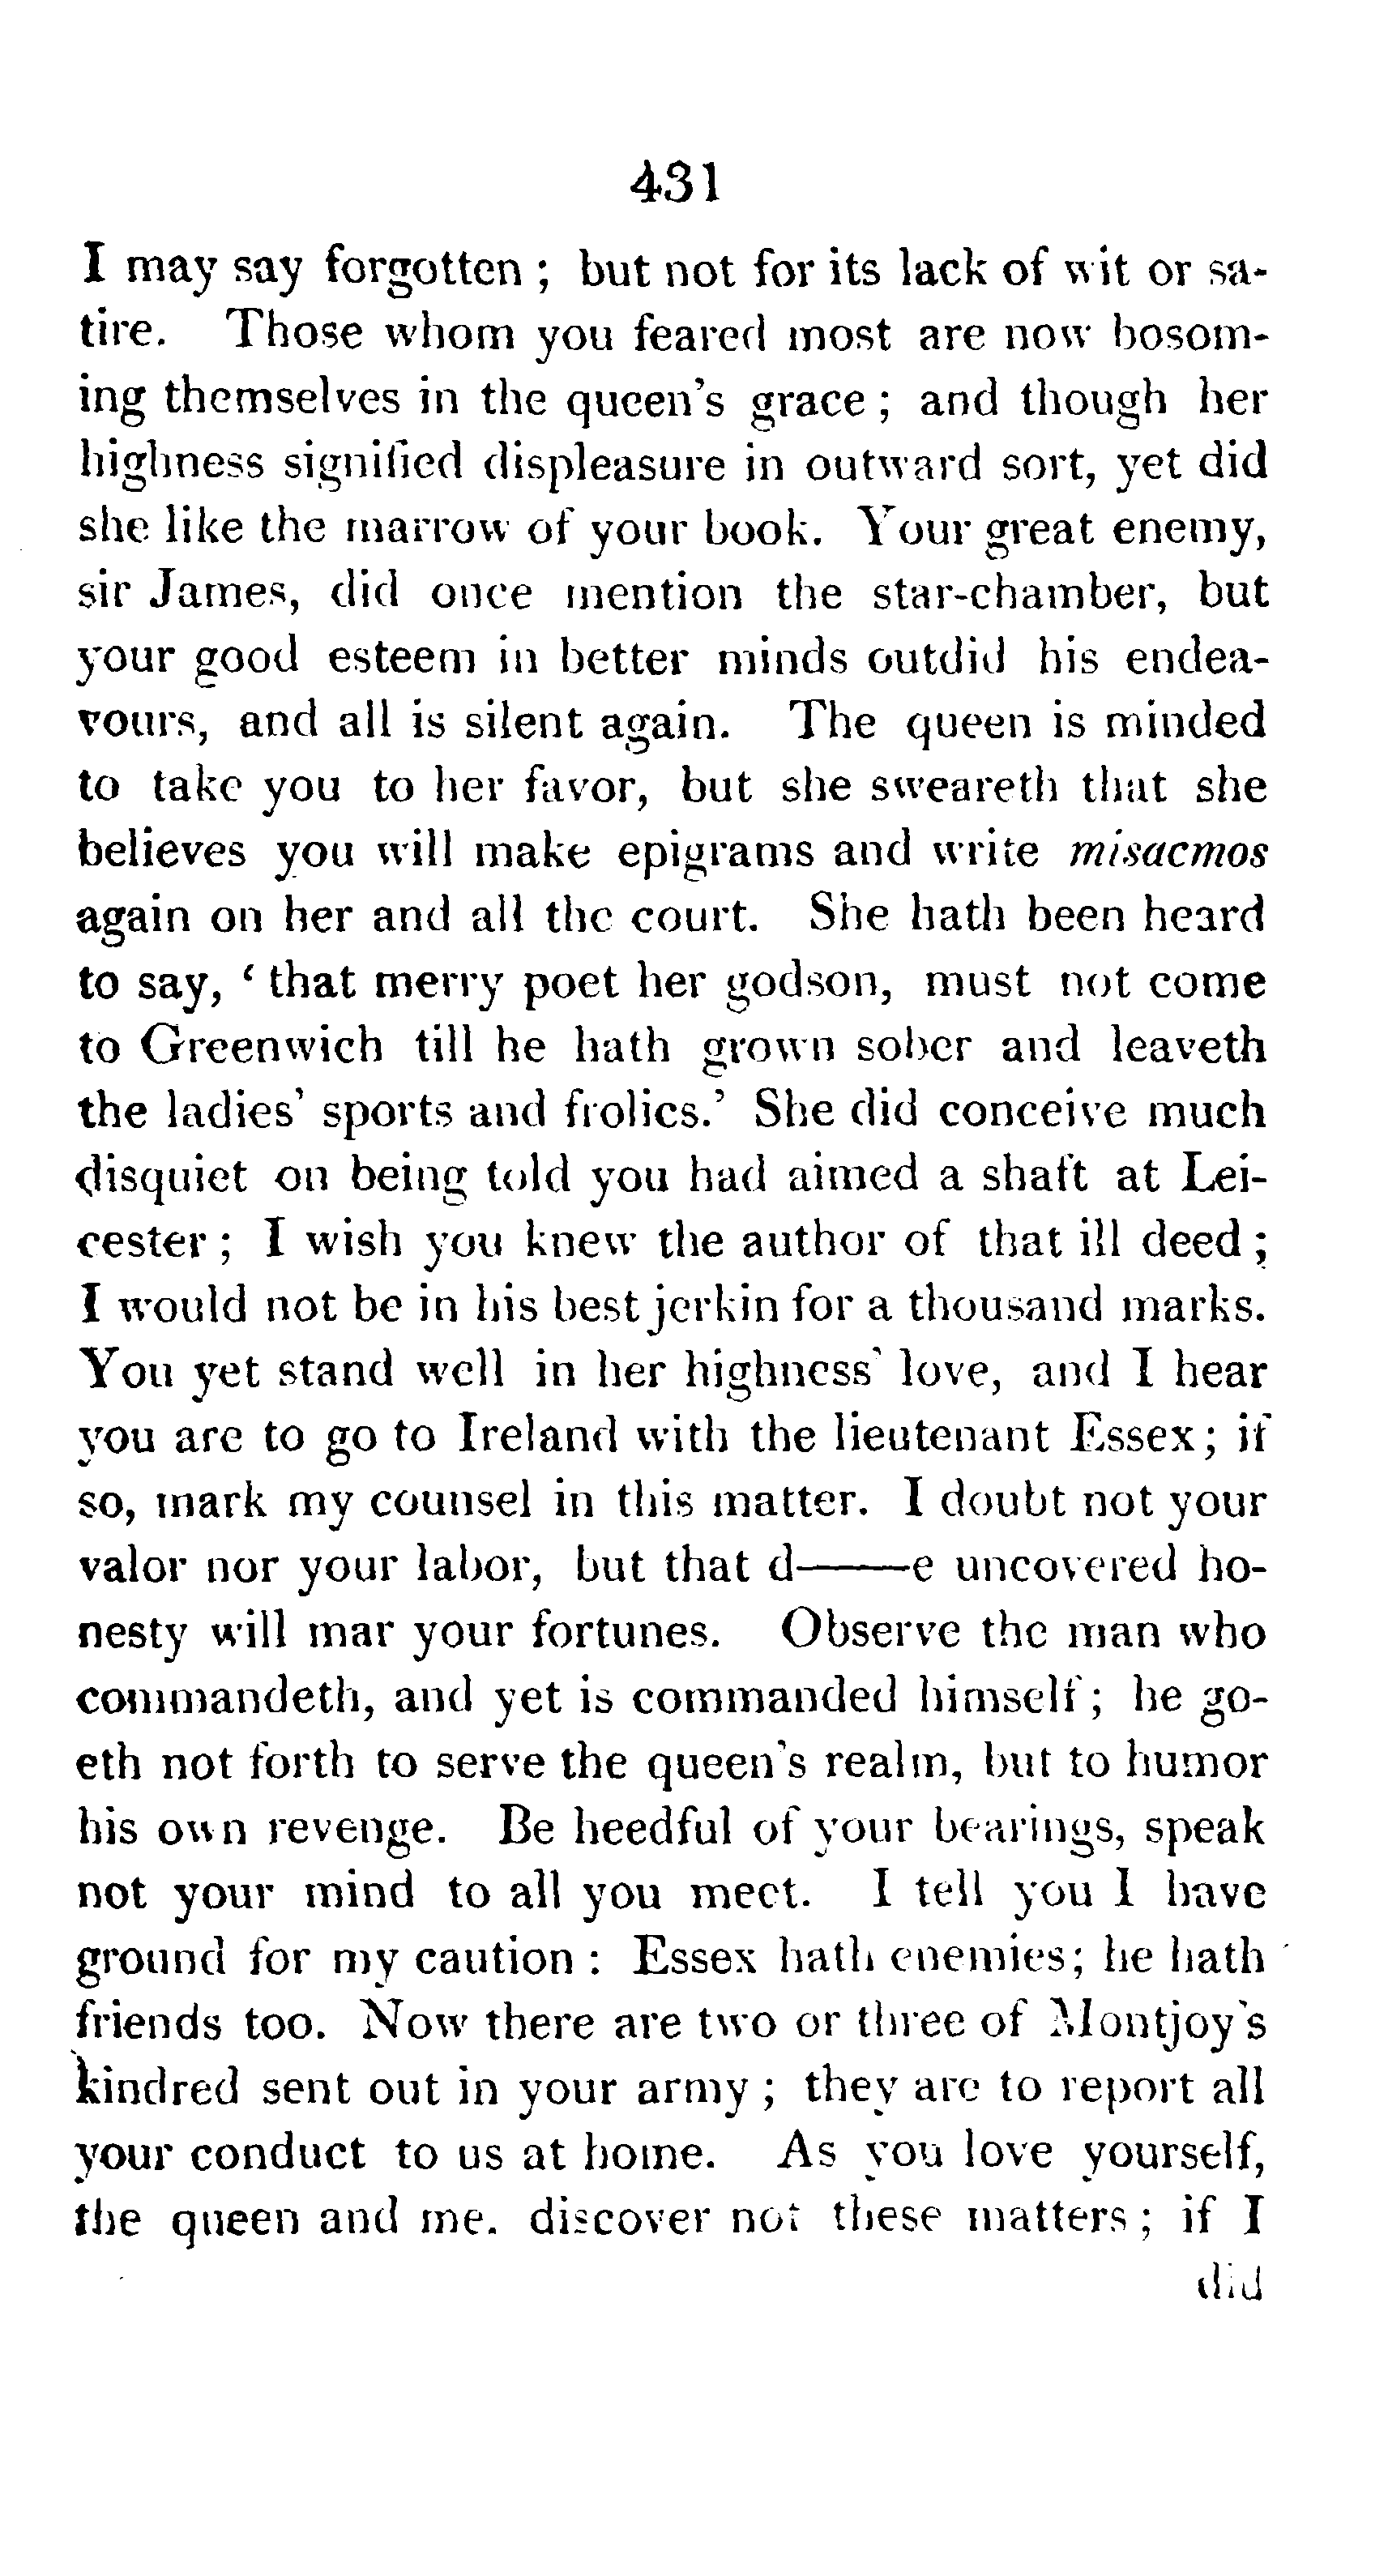 431
I may say forgotten ; but not for its lack of wit or sa-
tire. Those whom you feared most are now bosom-
ing themselves in the queen's grace ; and though her
highness signified displeasure in outward sort, yet did
she like the marrow of your book. Your great enemy,
sir James, did once mention the star-chamber, but
your good esteem in better minds outdid his endea-
vours, and all is silent again. The queen is minded
to take you to her favor, but she sweareth that she
believes you will make epigrams and write misacmos
again on her and all the court. She hath been heard
to say, ‘ that merry poet her godson, must not come
to Greenwich till he hath grown sober and leaveth
the ladies' sports and frolics.’ She did conceive much
disquiet on being told you had aimed a shaft at Lei-
cester ; I wish you knew the author of that ill deed ;
I would not be in his best jerkin for a thousand marks.
You yet stand well in her highness' love, and I hear
you are to go to Ireland with the lieutenant Essex ; if
so, mark my counsel in this matter. I doubt not your
valor nor your labor, but that d——e uncovered ho-
nesty will mar your fortunes. Observe the man who
commandeth, and yet is commanded himself ; he go-
eth not forth to serve the queen's realm, but to humor
his own revenge. Be heedful of your bearings, speak
not your mind to all you meet. I tell you I have
ground for my caution : Essex hath enemies; he hath
friends too. Now there are two or three of Montjoy's
kindred sent out in your army ; they are to report all
your conduct to us at home. As you love yourself,
the queen and me. discover not these matters ; if I
did